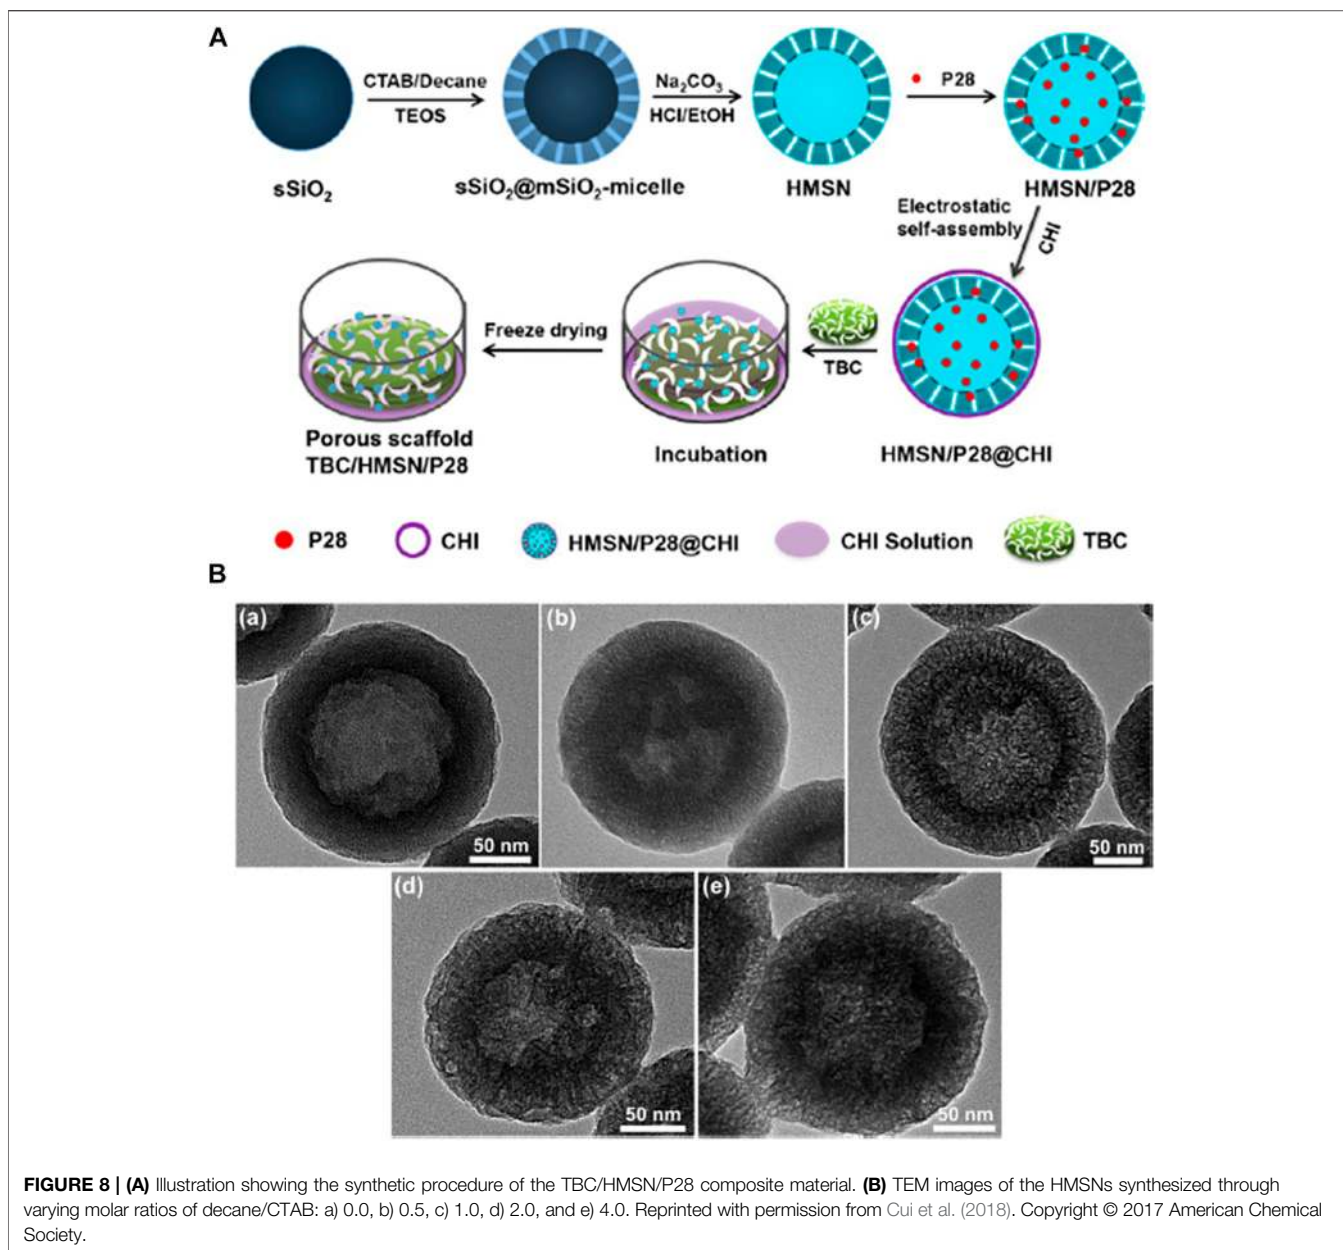 A
CTAB/Decane
TEOS
Na₂CO₃
HCl/EtOH
P28
sSiO₂
sSiO₂@mSiO₂-micelle
HMSN
HMSN/P28
Electrostatic
self-assembly
CHI
Freeze drying
TBC
Porous scaffold
TBC/HMSN/P28
Incubation
HMSN/P28@CHI
P28
CHI
HMSN/P28@CHI
CHI Solution
TBC
B
(a)
50 nm
(b)
(c)
50 nm
(d)
50 nm
(e)
50 nm
FIGURE 8 | (A) Illustration showing the synthetic procedure of the TBC/HMSN/P28 composite material. (B) TEM images of the HMSNs synthesized through
varying molar ratios of decane/CTAB: a) 0.0, b) 0.5, c) 1.0, d) 2.0, and e) 4.0. Reprinted with permission from Cui et al. (2018). Copyright © 2017 American Chemical
Society.